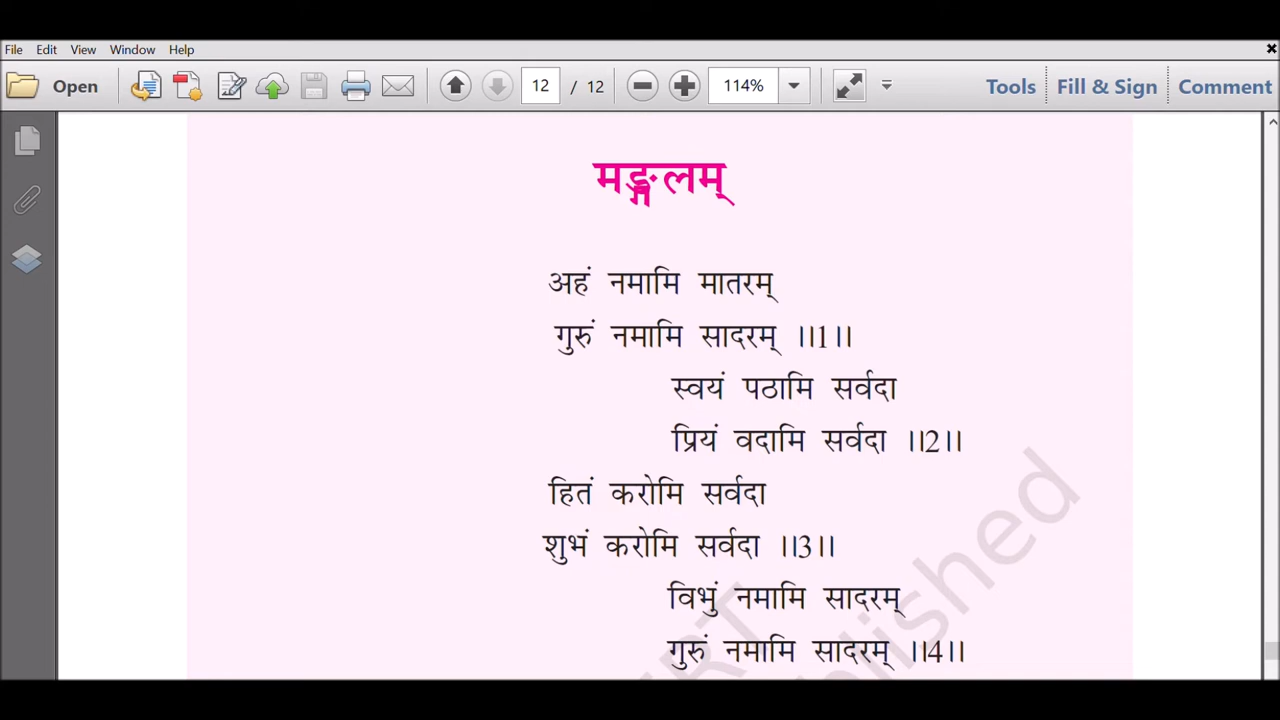 File Edit View Window Help
Open 12 / 12 114% Tools Fill & Sign Comment
मङ्गलम्
अहं नमामि मातरम्
गुरुं नमामि सादरम् ।।1।।
स्वयं पठामि सर्वदा
प्रियं वदामि सर्वदा ।।2।।
हितं करोमि सर्वदा
शुभं करोमि सर्वदा ।।3।।
विभुं नमामि सादरम्
गुरुं नमामि सादरम् ।।4।।